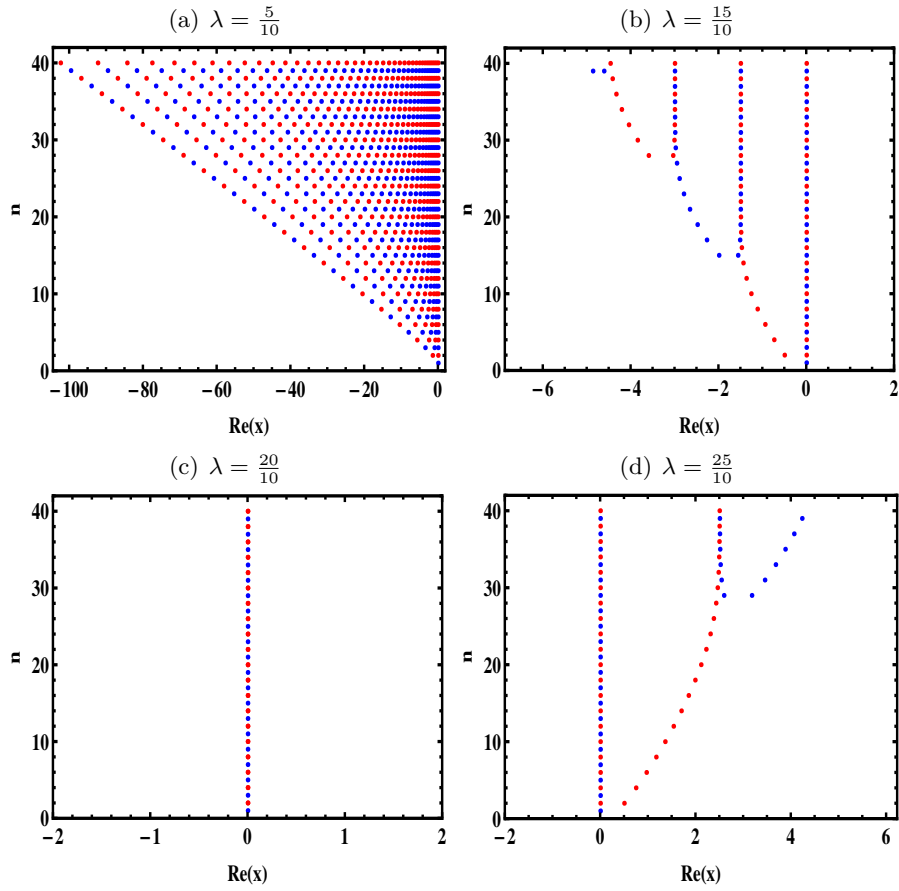 (a) λ = 5/10
40
30
20
10
0
n
−100 −80 −60 −40 −20 0
Re(x)
(b) λ = 15/10
40
30
20
10
0
n
−6 −4 −2 0 2
Re(x)
(c) λ = 20/10
40
30
20
10
0
n
−2 −1 0 1 2
Re(x)
(d) λ = 25/10
40
30
20
10
0
n
−2 0 2 4 6
Re(x)